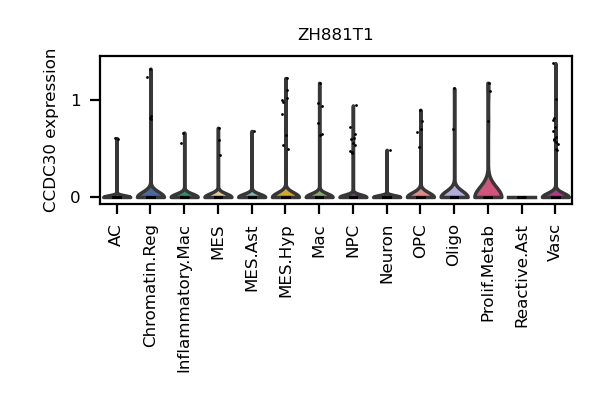 ZH881T1
CCDC30 expression
1
0
AC
Chromatin.Reg
Inflammatory.Mac
MES
MES.Ast
MES.Hyp
Mac
NPC
Neuron
OPC
Oligo
Prolif.Metab
Reactive.Ast
Vasc